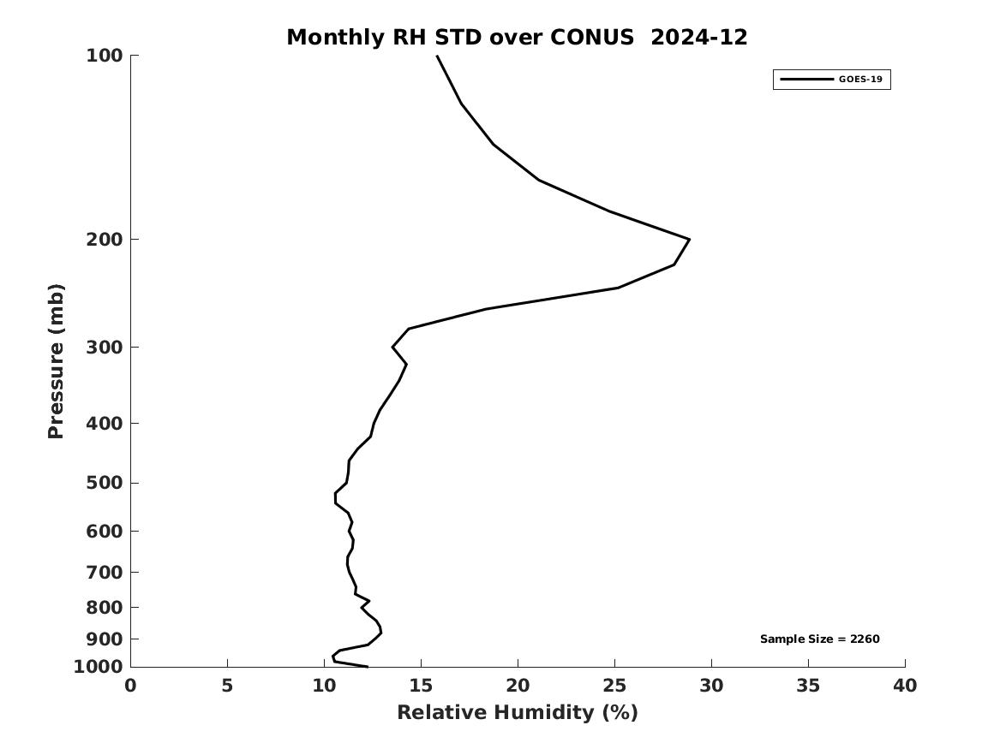 Monthly RH STD over CONUS  2024-12
100
GOES-19
200
300
400
500
600
700
800
900
1000
Pressure (mb)
Sample Size = 2260
0 5 10 15 20 25 30 35 40
Relative Humidity (%)